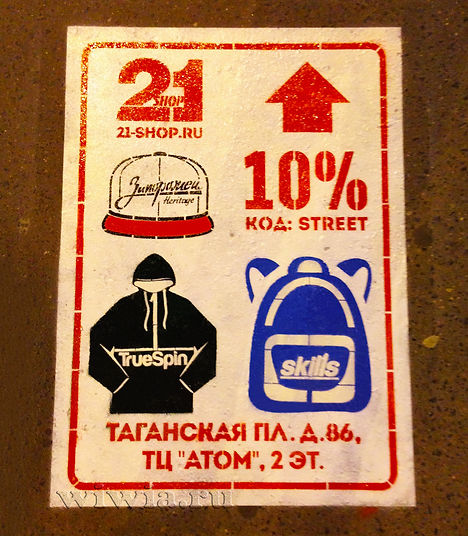 21
SHOP
21-SHOP.RU
10%
КОД: STREET
Запорожец
Heritage
TrueSpin
skills
ТАГАНСКАЯ ПЛ. Д.86,
ТЦ "АТОМ", 2 ЭТ.
wiwia.ru